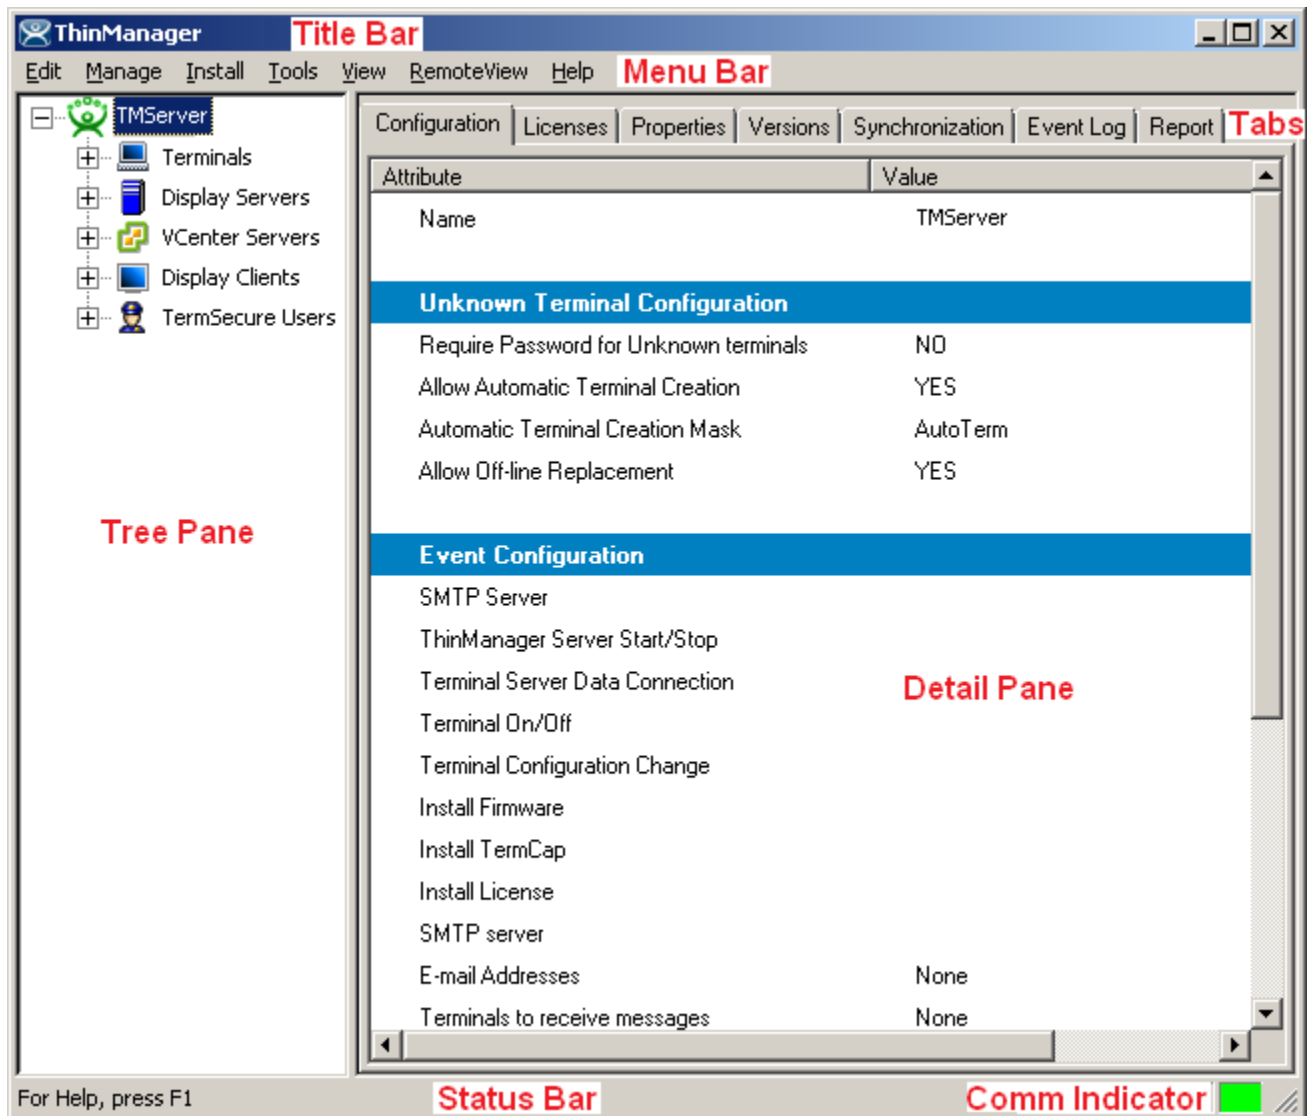 ThinManager Title Bar
Edit Manage Install Tools View RemoteView Help Menu Bar
TMServer
Terminals
Display Servers
VCenter Servers
Display Clients
TermSecure Users
Tree Pane
Configuration Licenses Properties Versions Synchronization Event Log Report Tabs
Attribute Value
Name TMServer
Unknown Terminal Configuration
Require Password for Unknown terminals NO
Allow Automatic Terminal Creation YES
Automatic Terminal Creation Mask AutoTerm
Allow Off-line Replacement YES
Event Configuration
SMTP Server
ThinManager Server Start/Stop
Terminal Server Data Connection
Detail Pane
Terminal On/Off
Terminal Configuration Change
Install Firmware
Install TermCap
Install License
SMTP server
E-mail Addresses None
Terminals to receive messages None
For Help, press F1 Status Bar Comm Indicator